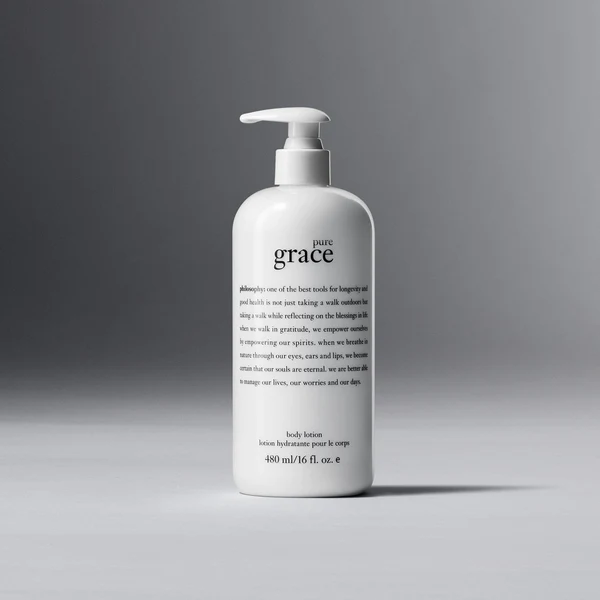 pure
grace
philosophy: one of the best tools for longevity and
good health is not just taking a walk outdoors but
taking a walk while reflecting on the blessings in life.
when we walk in gratitude, we empower ourselves
by empowering our spirits. when we breathe in
nature through our eyes, ears and lips, we become
certain that our souls are eternal. we are better able
to manage our lives, our worries and our days.
body lotion
lotion hydratante pour le corps
480 ml/16 fl. oz. e